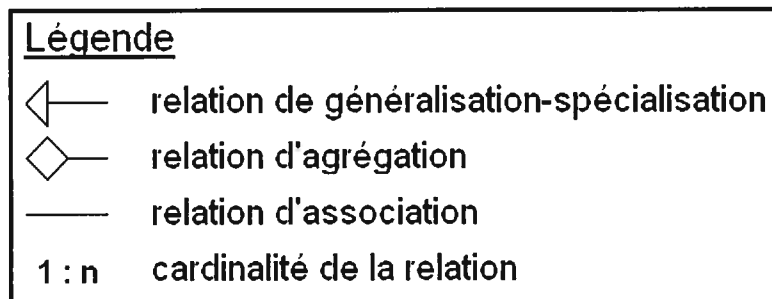 Légende
relation de généralisation-spécialisation
relation d'agrégation
relation d'association
1 : n cardinalité de la relation